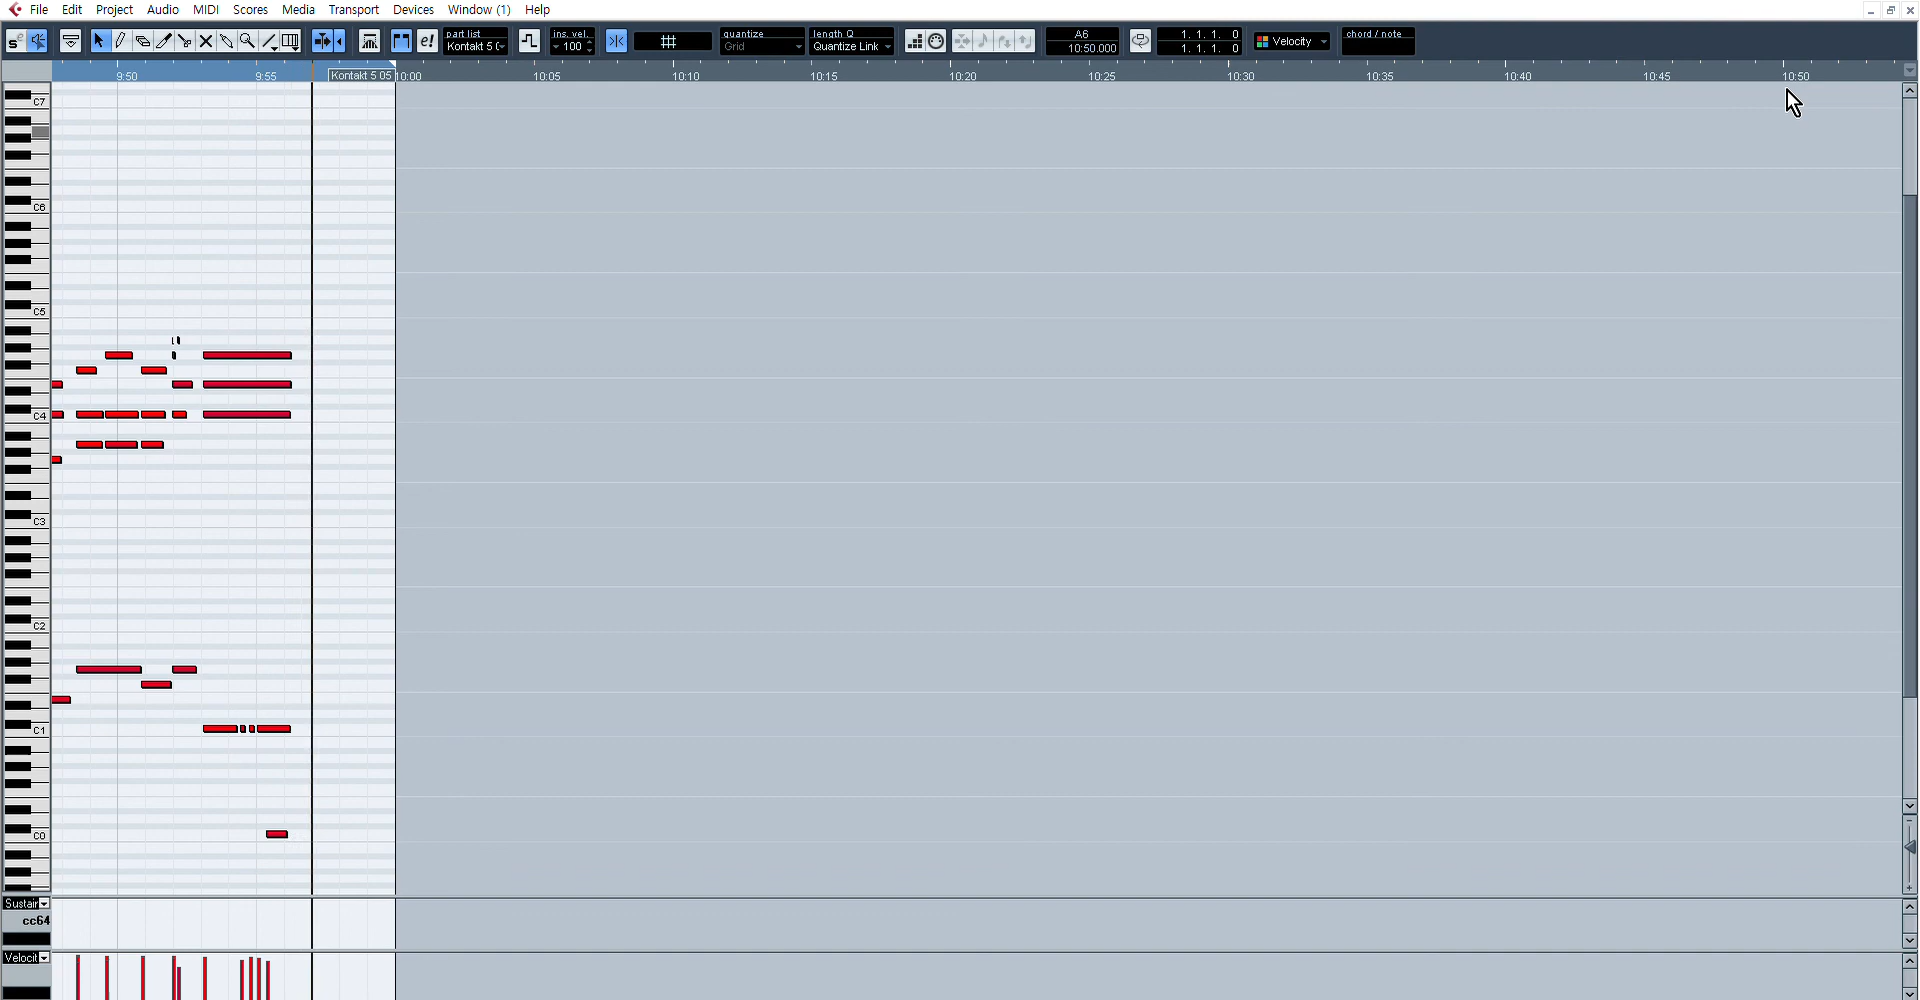 File Edit Project Audio MIDI Scores Media Transport Devices Window (1) Help
part list
Kontakt 5 (
ins. vel.
100
quantize
Grid
length Q
Quantize Link
A6
10:50.000
1. 1. 1. 0
1. 1. 1. 0
Velocity
chord / note
9:50 9:55 Kontakt 5 05 10:00 10:05 10:10 10:15 10:20 10:25 10:30 10:35 10:40 10:45 10:50
C7
C6
C5
C4
C3
C2
C1
C0
Sustain
cc64
Velocit